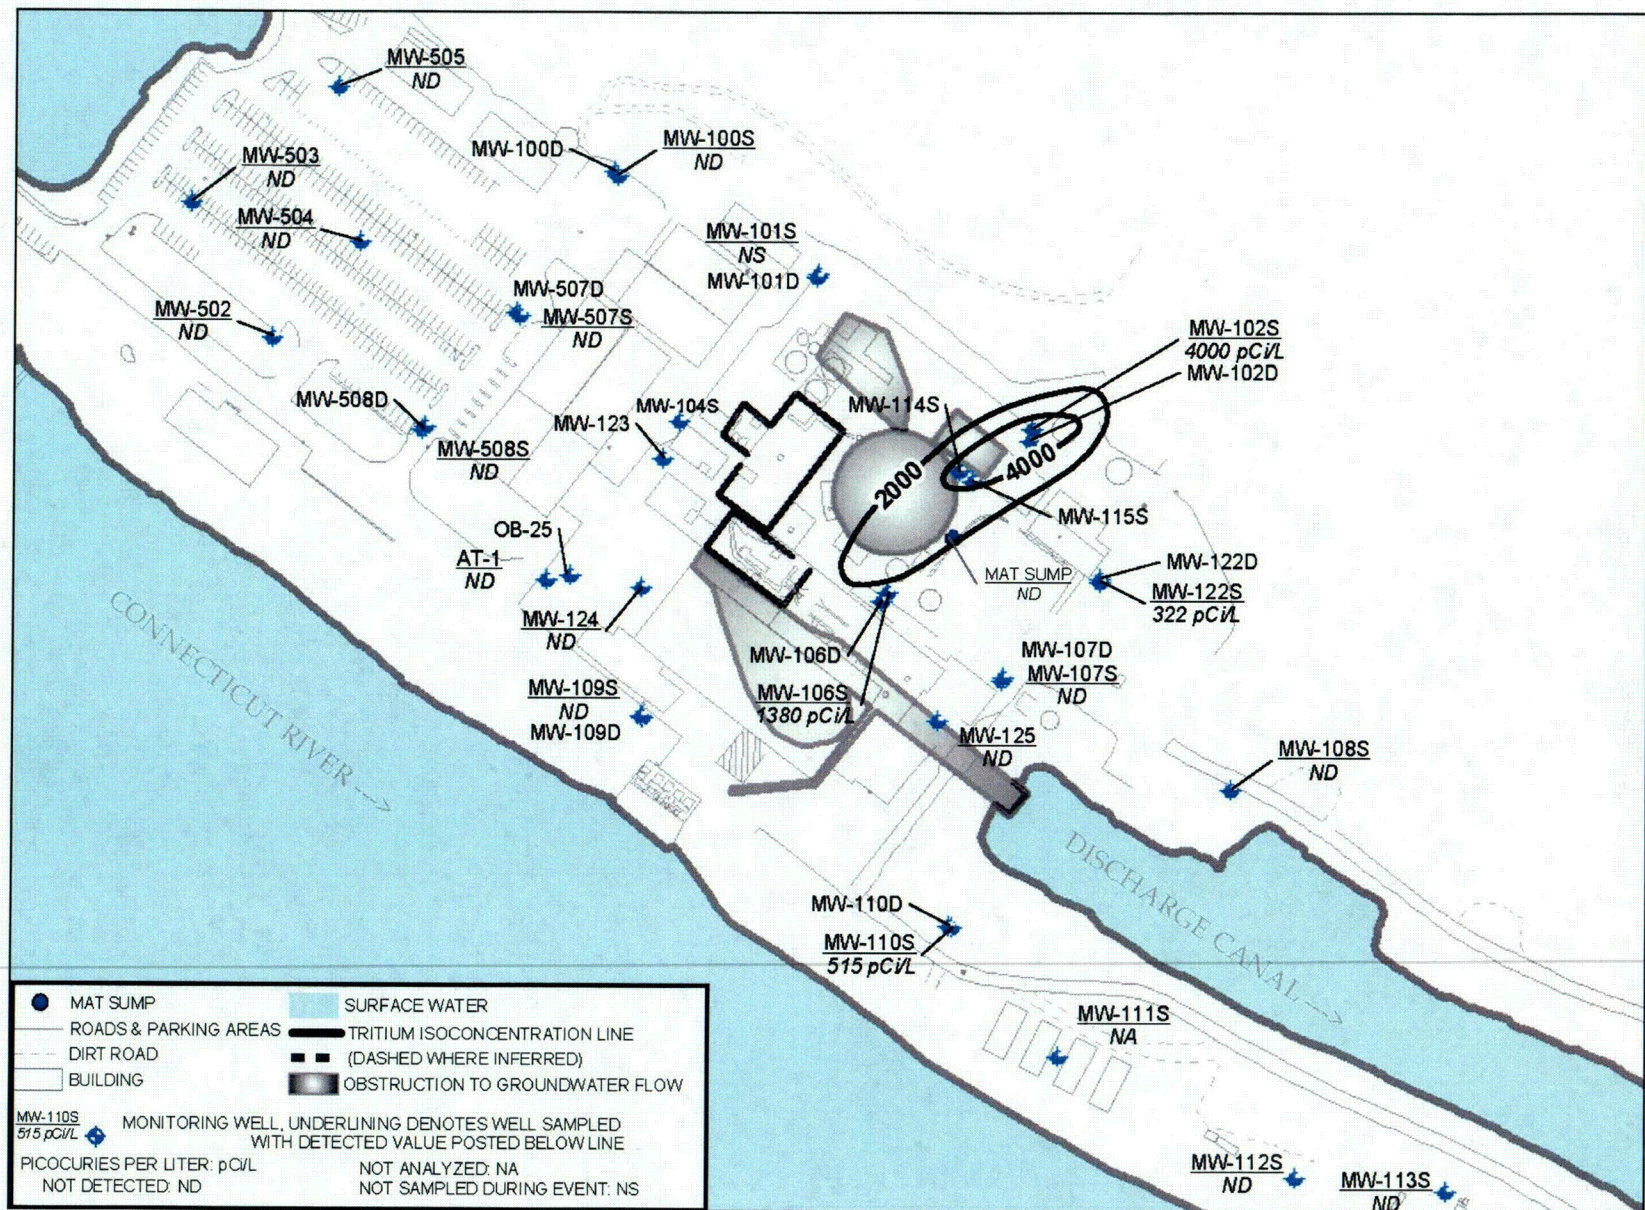 MW-505
ND
MW-100D
MW-100S
ND
MW-503
ND
MW-504
ND
MW-101S
NS
MW-101D
MW-507D
MW-507S
ND
MW-502
ND
MW-102S
4000 pCi/L
MW-102D
MW-508D
MW-508S
ND
MW-104S
MW-123
MW-114S
2000
4000
MW-115S
OB-25
AT-1
ND
MAT SUMP
ND
MW-122D
MW-122S
322 pCi/L
MW-124
ND
MW-106D
MW-106S
1380 pCi/L
MW-107D
MW-107S
ND
MW-109S
ND
MW-109D
MW-125
ND
MW-108S
ND
CONNECTICUT RIVER --->
DISCHARGE CANAL --->
MW-110D
MW-110S
515 pCi/L
MW-111S
NA
MW-112S
ND
MW-113S
ND
MAT SUMP
ROADS & PARKING AREAS
DIRT ROAD
BUILDING
SURFACE WATER
TRITIUM ISOCONCENTRATION LINE
(DASHED WHERE INFERRED)
OBSTRUCTION TO GROUNDWATER FLOW
MW-110S
515 pCi/L
MONITORING WELL, UNDERLINING DENOTES WELL SAMPLED
WITH DETECTED VALUE POSTED BELOW LINE
PICOCURIES PER LITER: pCi/L
NOT DETECTED: ND
NOT ANALYZED: NA
NOT SAMPLED DURING EVENT: NS